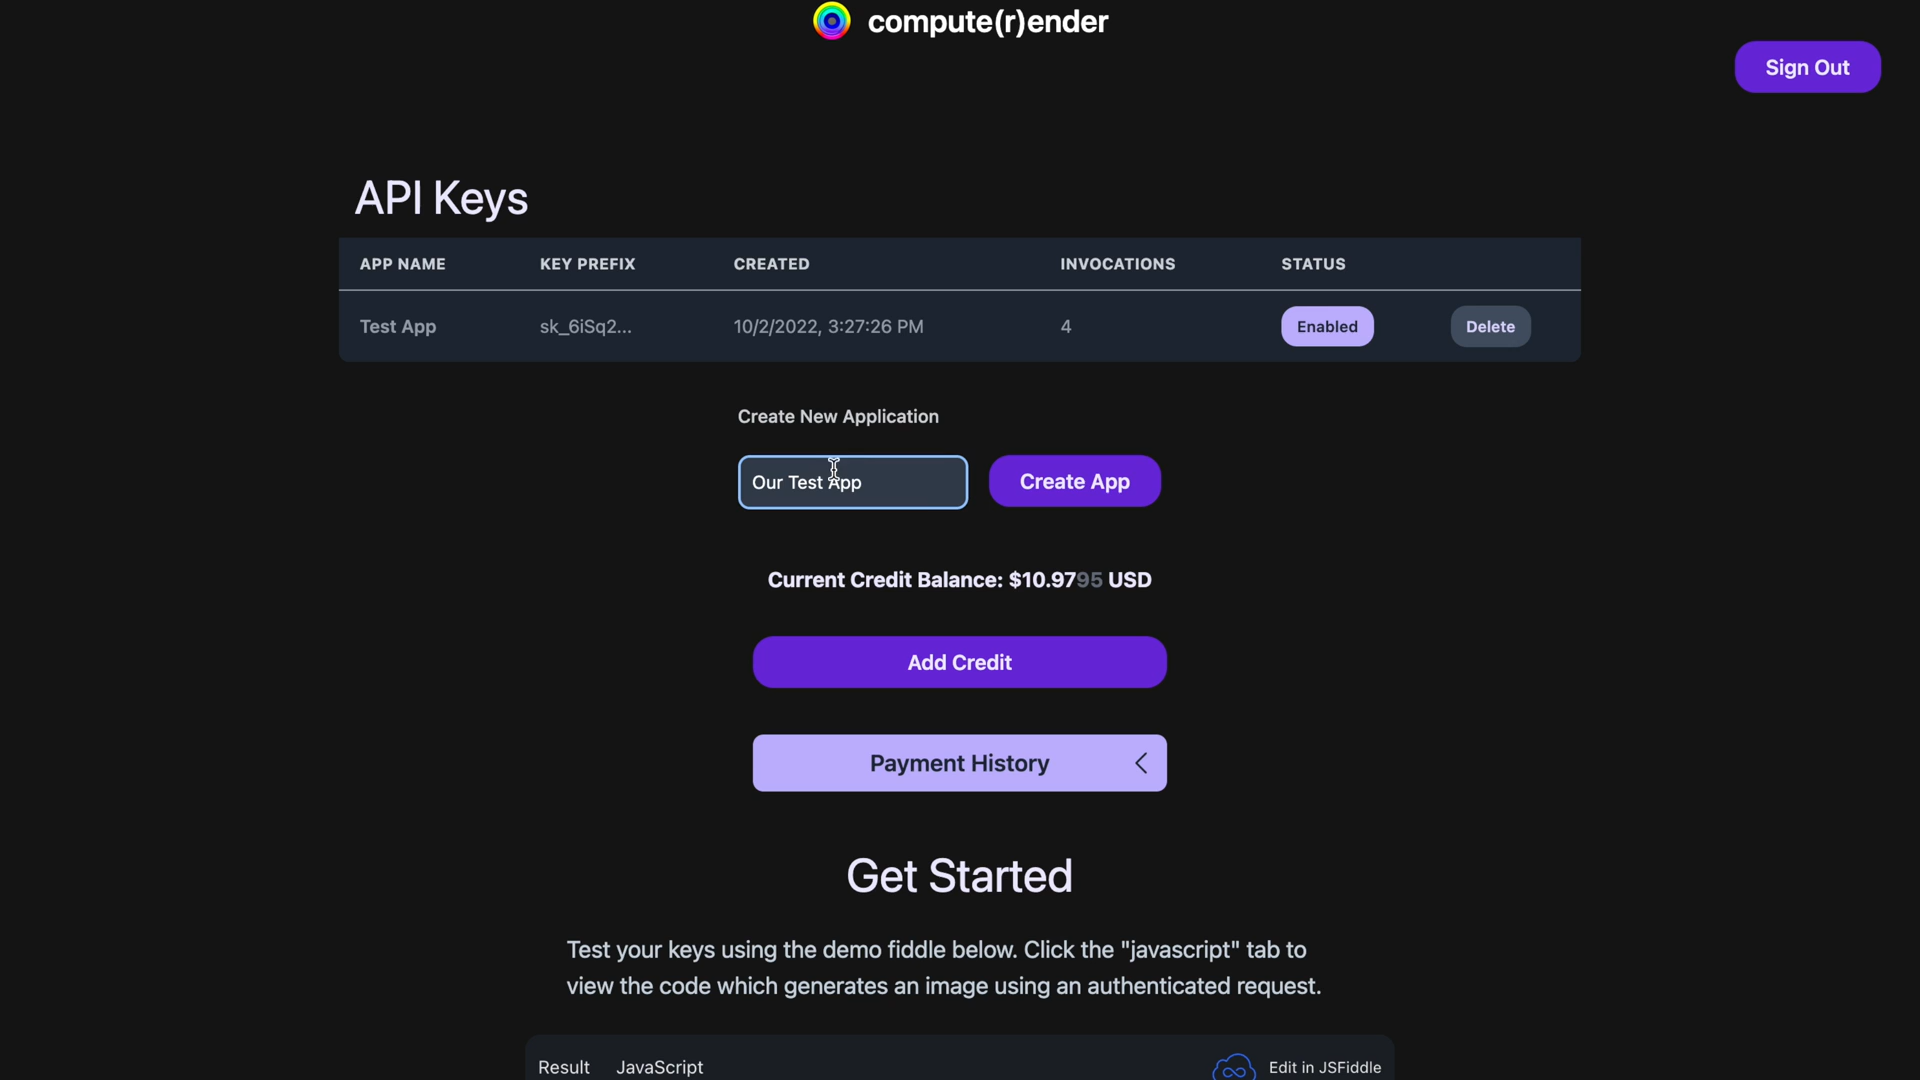 compute(r)ender
Sign Out
API Keys
APP NAME KEY PREFIX CREATED INVOCATIONS STATUS
Test App sk_6iSq2... 10/2/2022, 3:27:26 PM 4 Enabled Delete
Create New Application
Our Test App Create App
Current Credit Balance: $10.9795 USD
Add Credit
Payment History
Get Started
Test your keys using the demo fiddle below. Click the "javascript" tab to
view the code which generates an image using an authenticated request.
Result JavaScript Edit in JSFiddle